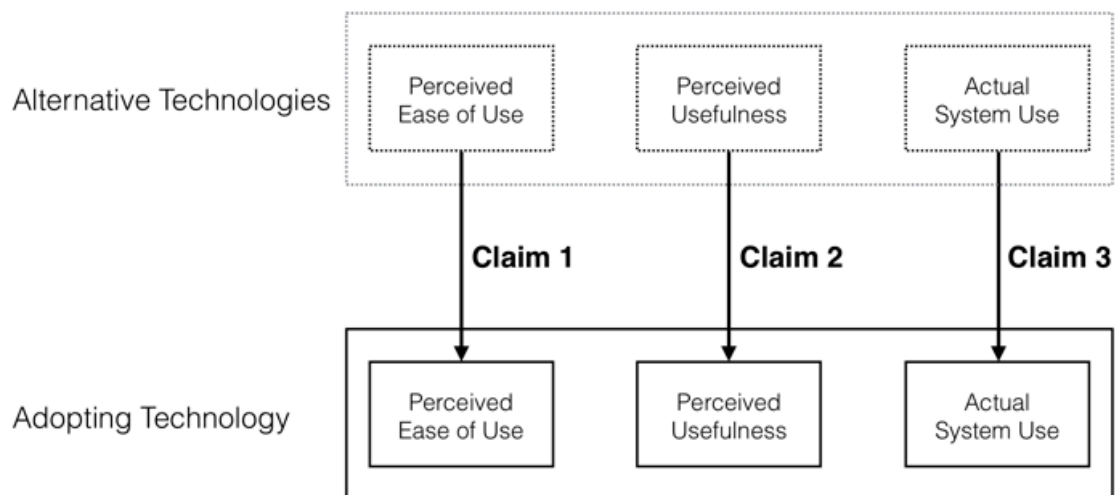 Alternative Technologies
Perceived
Ease of Use
Perceived
Usefulness
Actual
System Use
Claim 1
Claim 2
Claim 3
Adopting Technology
Perceived
Ease of Use
Perceived
Usefulness
Actual
System Use